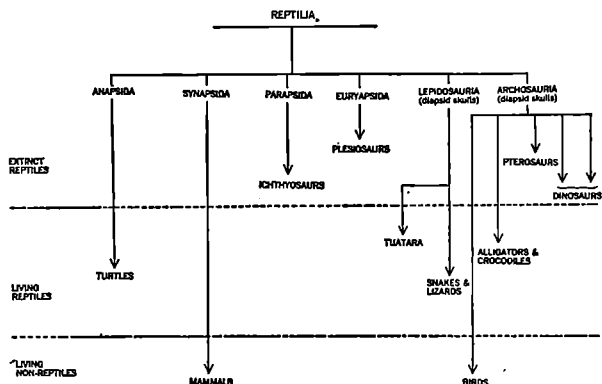 REPTILIA
ANAPSIDA
SYNAPSIDA
PARAPSIDA
EURYAPSIDA
LEPIDOSAURIA
(diapsid skulls)
ARCHOSAURIA
(diapsid skulls)
PLESIOSAURS
PTEROSAURS
EXTINCT
REPTILES
ICHTHYOSAURS
DINOSAURS
TUATARA
ALLIGATORS &
CROCODILES
TURTLES
SNAKES &
LIZARDS
LIVING
REPTILES
LIVING
NON-REPTILES
MAMMALS
BIRDS